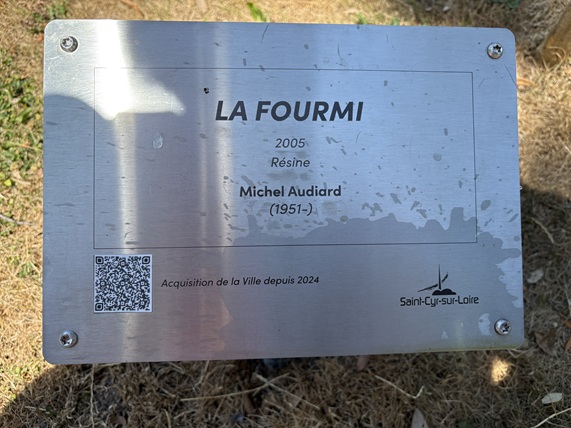 LA FOURMI
2005
Résine
Michel Audiard
(1951-)
Acquisition de la Ville depuis 2024
Saint-Cyr-sur-Loire